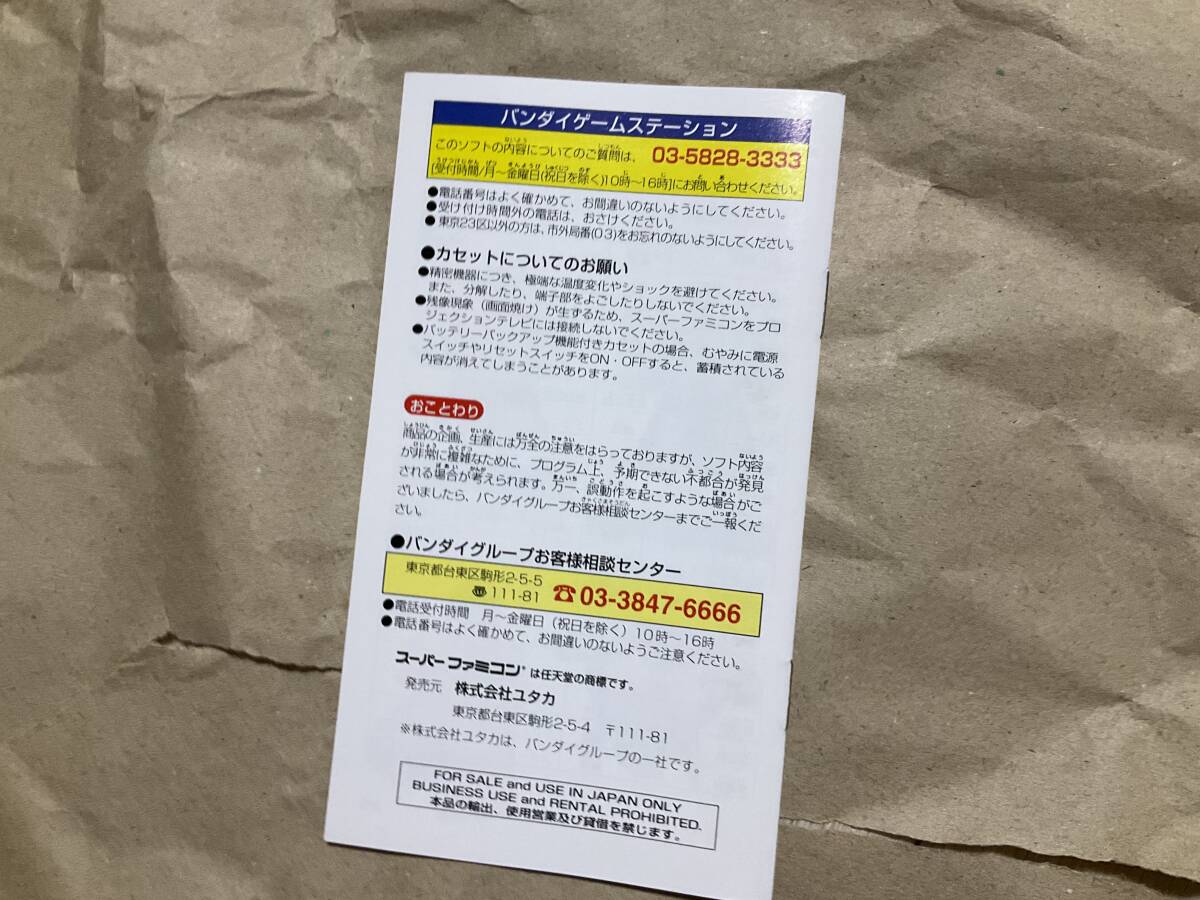 バンダイゲームステーション
このソフトの内容についてのご質問は、 03-5828-3333
[受付時間/月〜金曜日(祝日を除く)10時〜16時]にお問い合わせください。
●電話番号はよく確かめて、お間違いのないようにしてください。
●受け付け時間外の電話は、おさけください。
●東京23区以外の方は、市外局番(03)をお忘れのないようにしてください。
●カセットについてのお願い
●精密機器につき、極端な温度変化やショックを避けてください。
また、分解したり、端子部をよごしたりしないでください。
●残像現象（画面焼け）が生ずるため、スーパーファミコンをプロ
ジェクションテレビには接続しないでください。
●バッテリーバックアップ機能付きカセットの場合、むやみに電源
スイッチやリセットスイッチをON・OFFすると、蓄積されている
内容が消えてしまうことがあります。
おことわり
商品の企画、生産には万全の注意をはらっておりますが、ソフト内容
が非常に複雑なために、プログラム上、予期できない不都合が発見
される場合が考えられます。万一、誤動作を起こすような場合がご
ざいましたら、バンダイグループお客様相談センターまでご一報くだ
さい。
●バンダイグループお客様相談センター
東京都台東区駒形2-5-5
〠111-81 ☎03-3847-6666
●電話受付時間 月〜金曜日（祝日を除く）10時〜16時
●電話番号はよく確かめて、お間違いのないようご注意ください。
スーパーファミコン®は任天堂の商標です。
発売元 株式会社ユタカ
東京都台東区駒形2-5-4 〒111-81
※株式会社ユタカは、バンダイグループの一社です。
FOR SALE and USE IN JAPAN ONLY
BUSINESS USE and RENTAL PROHIBITED.
本品の輸出、使用営業及び賃借を禁じます。